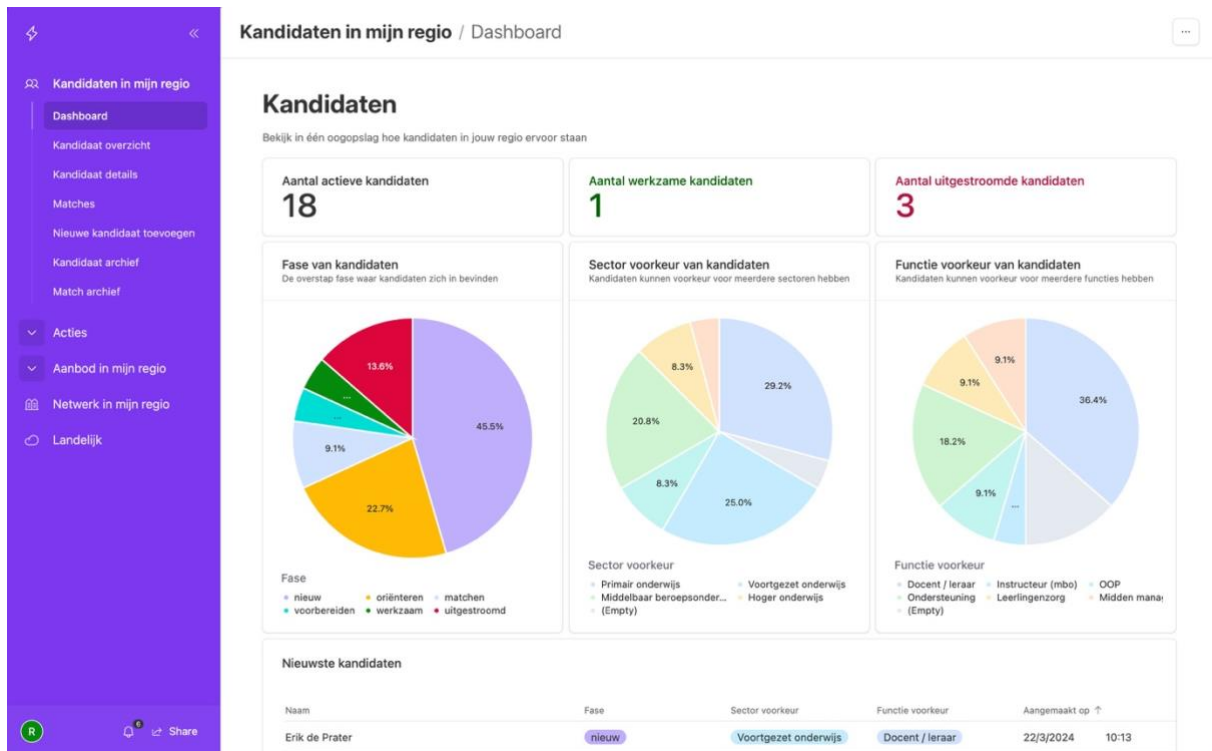 Kandidaten in mijn regio / Dashboard
...
Kandidaten in mijn regio
Dashboard
Kandidaat overzicht
Kandidaat details
Matches
Nieuwe kandidaat toevoegen
Kandidaat archief
Match archief
Acties
Aanbod in mijn regio
Netwerk in mijn regio
Landelijk
R
6
Share
Kandidaten
Bekijk in één oogopslag hoe kandidaten in jouw regio ervoor staan
Aantal actieve kandidaten
18
Aantal werkzame kandidaten
1
Aantal uitgestroomde kandidaten
3
Fase van kandidaten
De overstap fase waar kandidaten zich in bevinden
13.6%
...
...
45.5%
9.1%
22.7%
Fase
nieuw oriënteren matchen
voorbereiden werkzaam uitgestroomd
Sector voorkeur van kandidaten
Kandidaten kunnen voorkeur voor meerdere sectoren hebben
8.3%
29.2%
20.8%
8.3%
25.0%
Sector voorkeur
Primair onderwijs Voortgezet onderwijs
Middelbaar beroepsonder... Hoger onderwijs
(Empty)
Functie voorkeur van kandidaten
Kandidaten kunnen voorkeur voor meerdere functies hebben
9.1%
9.1%
36.4%
18.2%
9.1%
...
Functie voorkeur
Docent / leraar Instructeur (mbo) OOP
Ondersteuning Leerlingenzorg Midden mana
(Empty)
Nieuwste kandidaten
Naam Fase Sector voorkeur Functie voorkeur Aangemaakt op ↑
Erik de Prater nieuw Voortgezet onderwijs Docent / leraar 22/3/2024 10:13